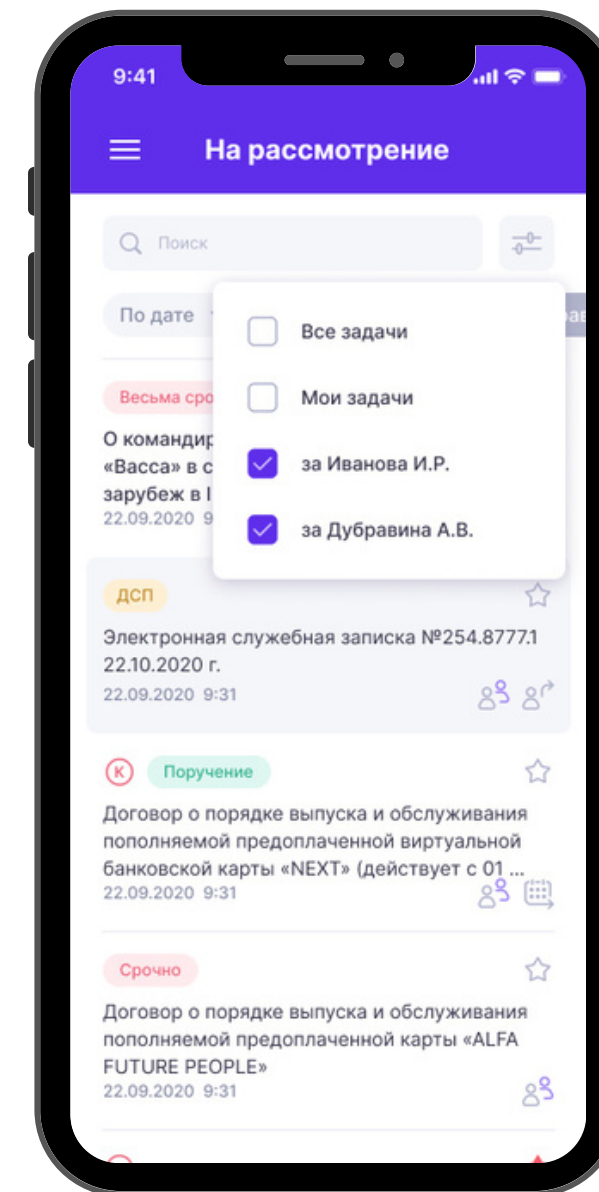 9:41
На рассмотрение
Поиск
По дате
Все задачи
Мои задачи
за Иванова И.Р.
за Дубравина А.В.
Весьма сро
О командир
«Васса» в с
зарубеж в I
22.09.2020 9
ДСП
Электронная служебная записка №254.8777.1
22.10.2020 г.
22.09.2020 9:31
К Поручение
Договор о порядке выпуска и обслуживания
пополняемой предоплаченной виртуальной
банковской карты «NEXT» (действует с 01 ...
22.09.2020 9:31
Срочно
Договор о порядке выпуска и обслуживания
пополняемой предоплаченной карты «ALFA
FUTURE PEOPLE»
22.09.2020 9:31